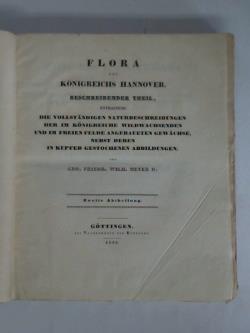 FLORA
DES
KÖNIGREICHS HANNOVER.
BESCHREIBENDER THEIL,
ENTHALTEND
DIE VOLLSTÄNDIGEN NATURBESCHREIBUNGEN
DER IM KÖNIGREICHE WILDWACHSENDEN
UND IM FREIEN FELDE ANGEBAUETEN GEWÄCHSE,
NEBST DEREN
IN KUPFER GESTOCHENEN ABBILDUNGEN.
VON
GEO. FRIEDR. WILH. MEYER
Zweite Abtheilung.
GÖTTINGEN.